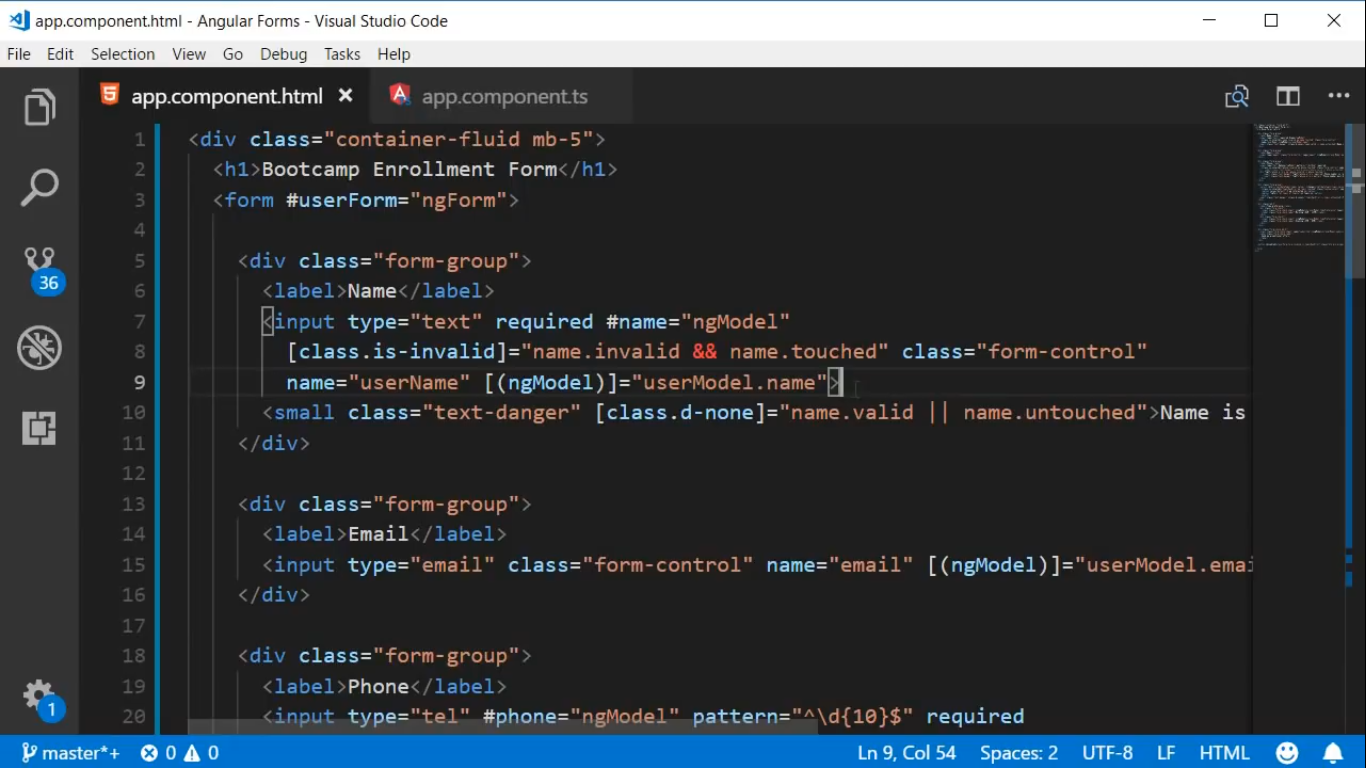 app.component.html - Angular Forms - Visual Studio Code
File Edit Selection View Go Debug Tasks Help
app.component.html app.component.ts
1 <div class="container-fluid mb-5">
2 <h1>Bootcamp Enrollment Form</h1>
3 <form #userForm="ngForm">
4
5 <div class="form-group">
6 <label>Name</label>
7 <input type="text" required #name="ngModel"
8 [class.is-invalid]="name.invalid && name.touched" class="form-control"
9 name="userName" [(ngModel)]="userModel.name">
10 <small class="text-danger" [class.d-none]="name.valid || name.untouched">Name is
11 </div>
12
13 <div class="form-group">
14 <label>Email</label>
15 <input type="email" class="form-control" name="email" [(ngModel)]="userModel.emai
16 </div>
17
18 <div class="form-group">
19 <label>Phone</label>
20 <input type="tel" #phone="ngModel" pattern="^\d{10}$" required
36
1
master*+ 0 0 Ln 9, Col 54 Spaces: 2 UTF-8 LF HTML